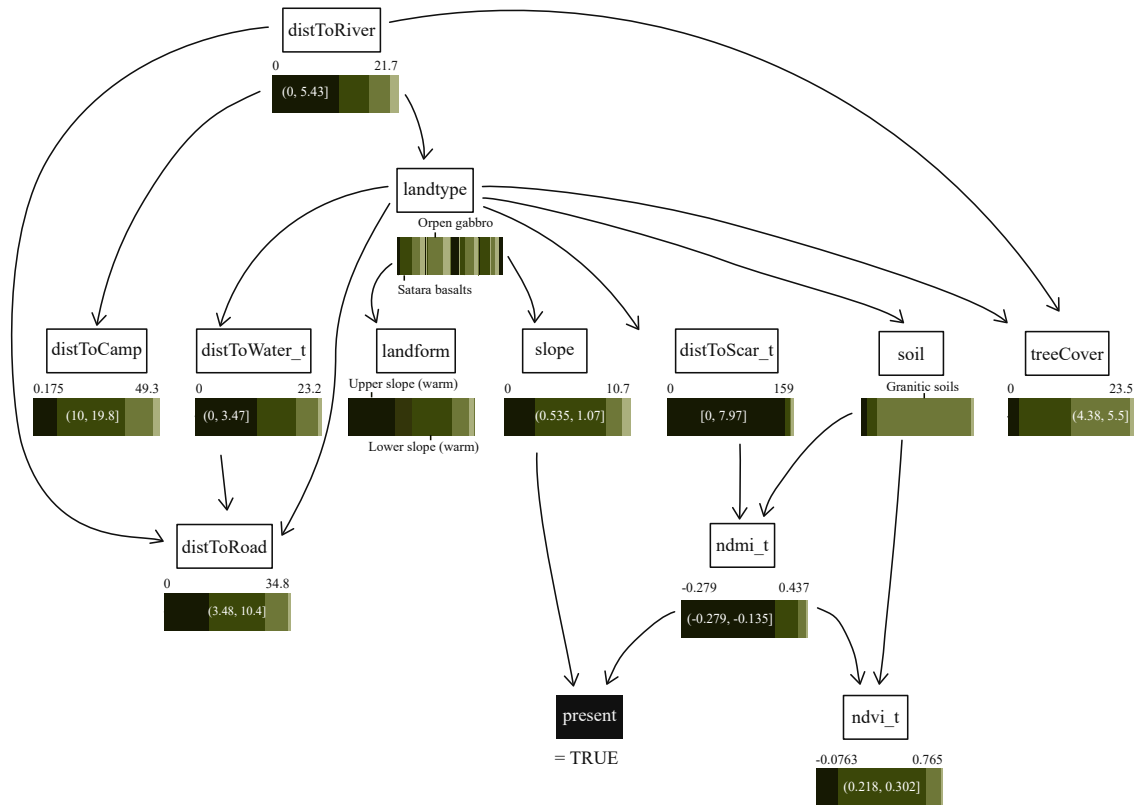 distToRiver
0 21.7
(0, 5.43]
landtype
Orpen gabbro
Satara basalts
distToCamp distToWater_t landform slope distToScar_t soil treeCover
0.175 49.3 0 23.2 Upper slope (warm) 0 10.7 0 159 Granitic soils 0 23.5
(10, 19.8] (0, 3.47] (0.535, 1.07] [0, 7.97] (4.38, 5.5]
Lower slope (warm)
distToRoad ndmi_t
0 34.8 -0.279 0.437
(3.48, 10.4] (-0.279, -0.135]
present ndvi_t
= TRUE
-0.0763 0.765
(0.218, 0.302]